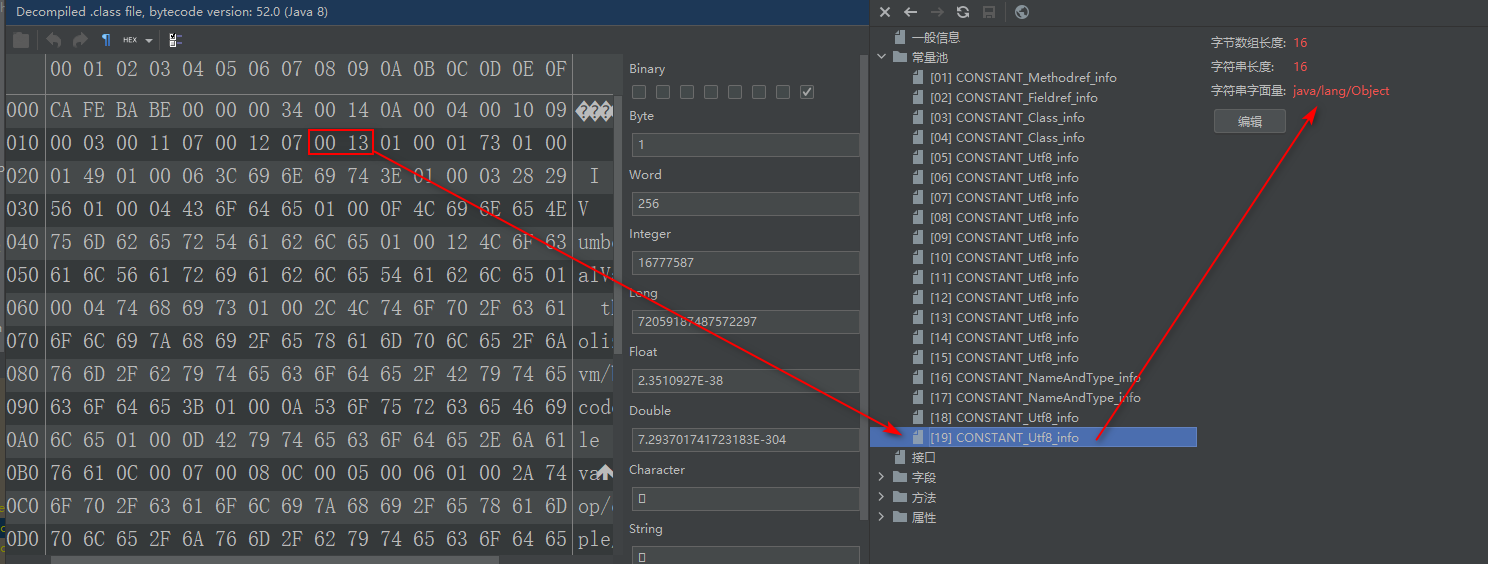 Decompiled .class file, bytecode version: 52.0 (Java 8)
HEX
00 01 02 03 04 05 06 07 08 09 0A 0B 0C 0D 0E 0F
000 CA FE BA BE 00 00 00 34 00 14 0A 00 04 00 10 09
010 00 03 00 11 07 00 12 07 00 13 01 00 01 73 01 00
020 01 49 01 00 06 3C 69 6E 69 74 3E 01 00 03 28 29 I
030 56 01 00 04 43 6F 64 65 01 00 0F 4C 69 6E 65 4E V
040 75 6D 62 65 72 54 61 62 6C 65 01 00 12 4C 6F 63 umb
050 61 6C 56 61 72 69 61 62 6C 65 54 61 62 6C 65 01 alV
060 00 04 74 68 69 73 01 00 2C 4C 74 6F 70 2F 63 61 th
070 6F 6C 69 7A 68 69 2F 65 78 61 6D 70 6C 65 2F 6A oli
080 76 6D 2F 62 79 74 65 63 6F 64 65 2F 42 79 74 65 vm/
090 63 6F 64 65 3B 01 00 0A 53 6F 75 72 63 65 46 69 code
0A0 6C 65 01 00 0D 42 79 74 65 63 6F 64 65 2E 6A 61 le
0B0 76 61 0C 00 07 00 08 0C 00 05 00 06 01 00 2A 74 va
0C0 6F 70 2F 63 61 6F 6C 69 7A 68 69 2F 65 78 61 6D op/
0D0 70 6C 65 2F 6A 76 6D 2F 62 79 74 65 63 6F 64 65 ple
Binary
Byte
1
Word
256
Integer
16777587
Long
72059187487572297
Float
2.3510927E-38
Double
7.293701741723183E-304
Character
String
一般信息
常量池
[01] CONSTANT_Methodref_info
[02] CONSTANT_Fieldref_info
[03] CONSTANT_Class_info
[04] CONSTANT_Class_info
[05] CONSTANT_Utf8_info
[06] CONSTANT_Utf8_info
[07] CONSTANT_Utf8_info
[08] CONSTANT_Utf8_info
[09] CONSTANT_Utf8_info
[10] CONSTANT_Utf8_info
[11] CONSTANT_Utf8_info
[12] CONSTANT_Utf8_info
[13] CONSTANT_Utf8_info
[14] CONSTANT_Utf8_info
[15] CONSTANT_Utf8_info
[16] CONSTANT_NameAndType_info
[17] CONSTANT_NameAndType_info
[18] CONSTANT_Utf8_info
[19] CONSTANT_Utf8_info
接口
字段
方法
属性
字节数组长度: 16
字符串长度: 16
字符串字面量: java/lang/Object
编辑